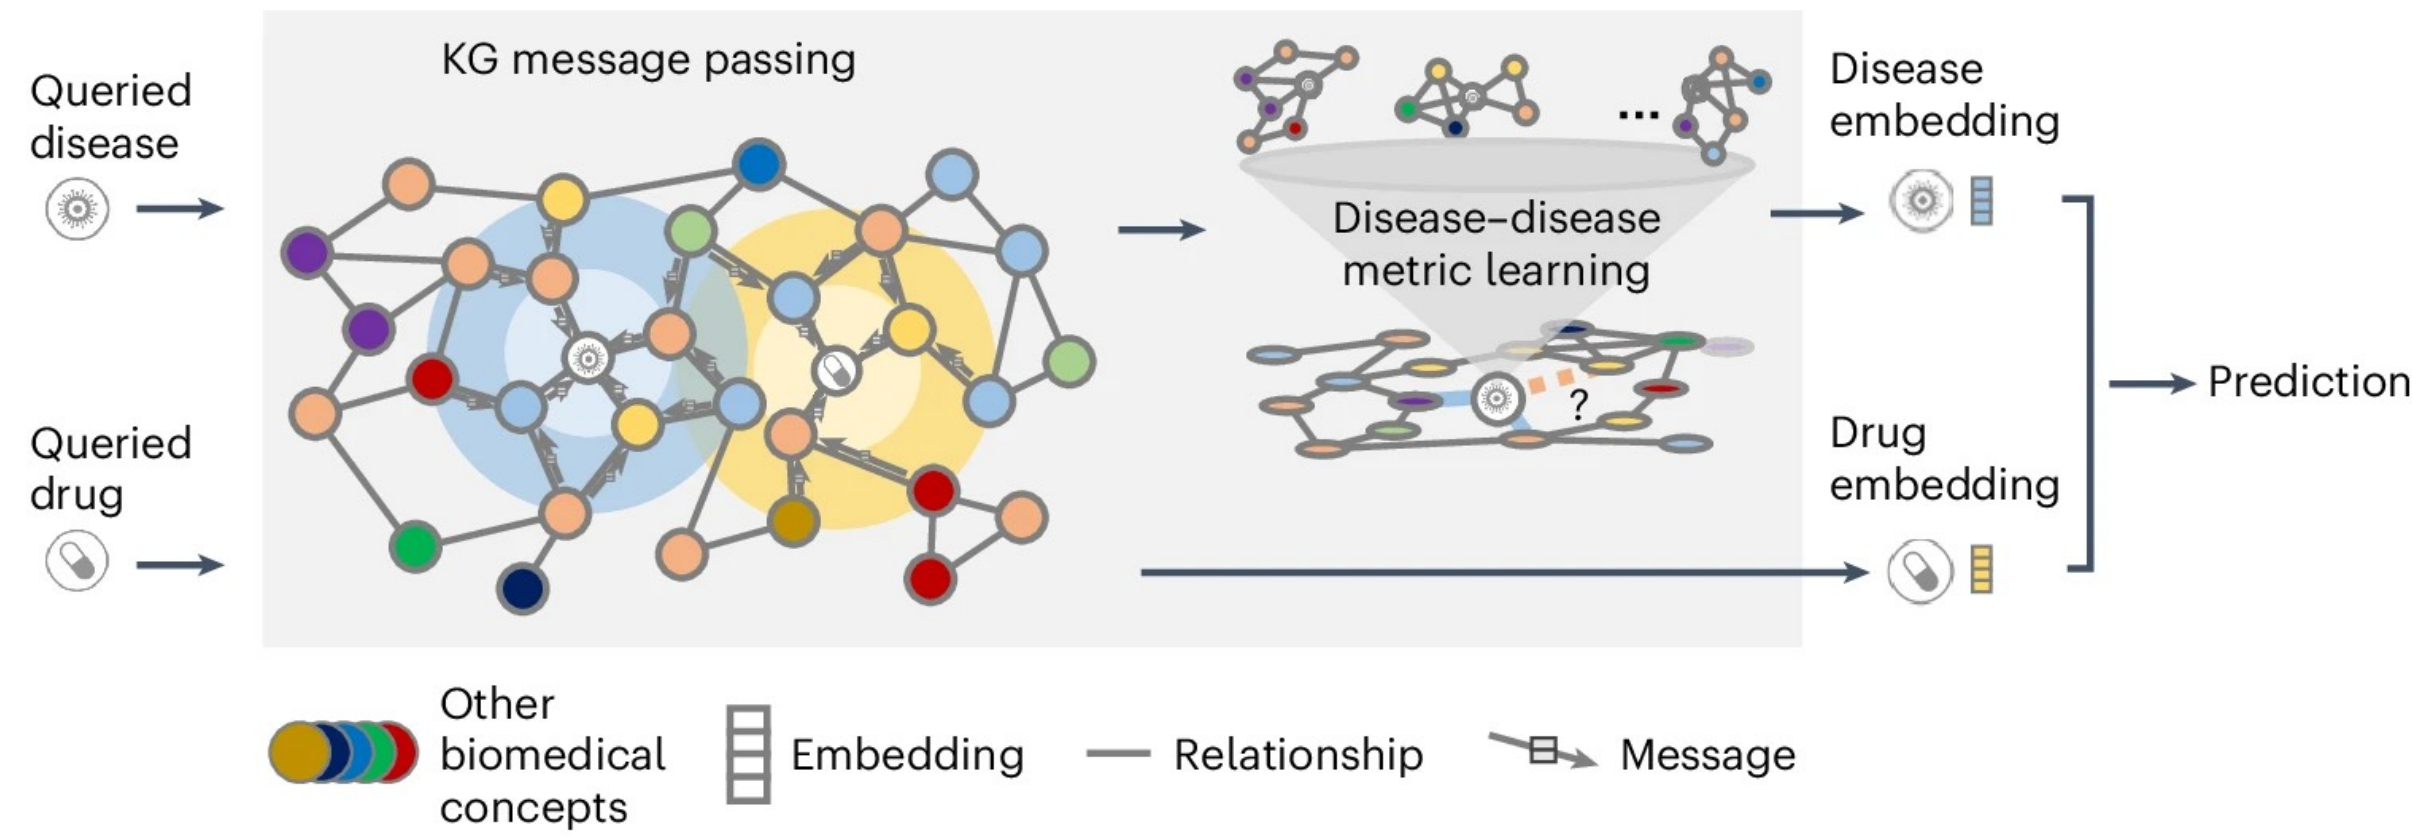 KG message passing
Queried
disease
Queried
drug
...
Disease–disease
metric learning
?
Disease
embedding
Drug
embedding
Prediction
Other
biomedical
concepts
Embedding
Relationship
Message